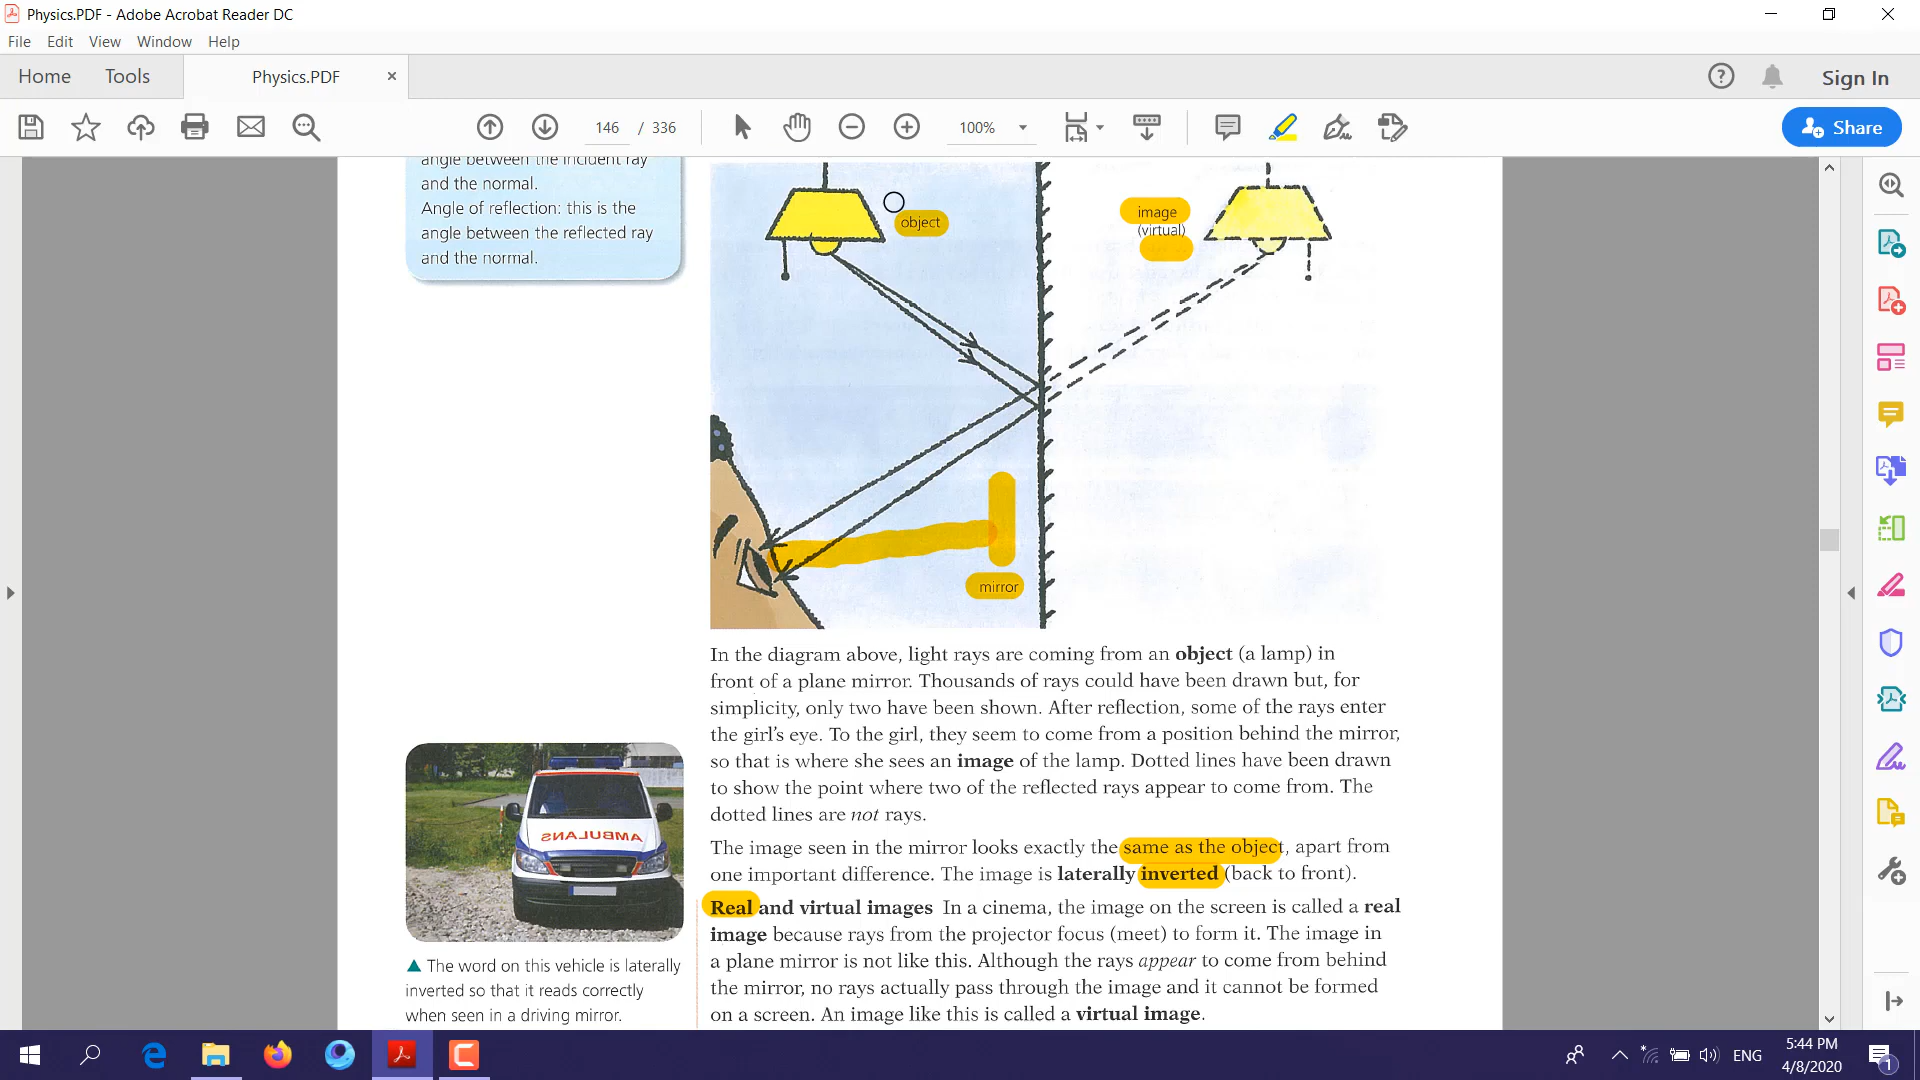 Physics.PDF - Adobe Acrobat Reader DC
File Edit View Window Help
Home Tools Physics.PDF Sign In
146 / 336 100% Share
angle between the incident ray
and the normal.
Angle of reflection: this is the
angle between the reflected ray
and the normal.
object
image
(virtual)
mirror
In the diagram above, light rays are coming from an object (a lamp) in
front of a plane mirror. Thousands of rays could have been drawn but, for
simplicity, only two have been shown. After reflection, some of the rays enter
the girl's eye. To the girl, they seem to come from a position behind the mirror,
so that is where she sees an image of the lamp. Dotted lines have been drawn
to show the point where two of the reflected rays appear to come from. The
dotted lines are not rays.
The image seen in the mirror looks exactly the same as the object, apart from
one important difference. The image is laterally inverted (back to front).
Real and virtual images In a cinema, the image on the screen is called a real
image because rays from the projector focus (meet) to form it. The image in
a plane mirror is not like this. Although the rays appear to come from behind
the mirror, no rays actually pass through the image and it cannot be formed
on a screen. An image like this is called a virtual image.
AMBULANS
▲ The word on this vehicle is laterally
inverted so that it reads correctly
when seen in a driving mirror.
ENG
5:44 PM
4/8/2020
1